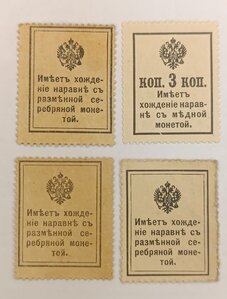 Имѣетъ хожде-
ніе наравнѣ съ
размѣнной се-
ребряной моне-
той.
КОП. 3 КОП.
Имѣетъ
хожденіе нарав-
нѣ съ мѣдной
монетой.
Имѣетъ хожде-
ніе наравнѣ съ
размѣнной се-
ребряной моне-
той.
Имѣетъ хожде-
ніе наравнѣ съ
размѣнной се-
ребряной моне-
той.